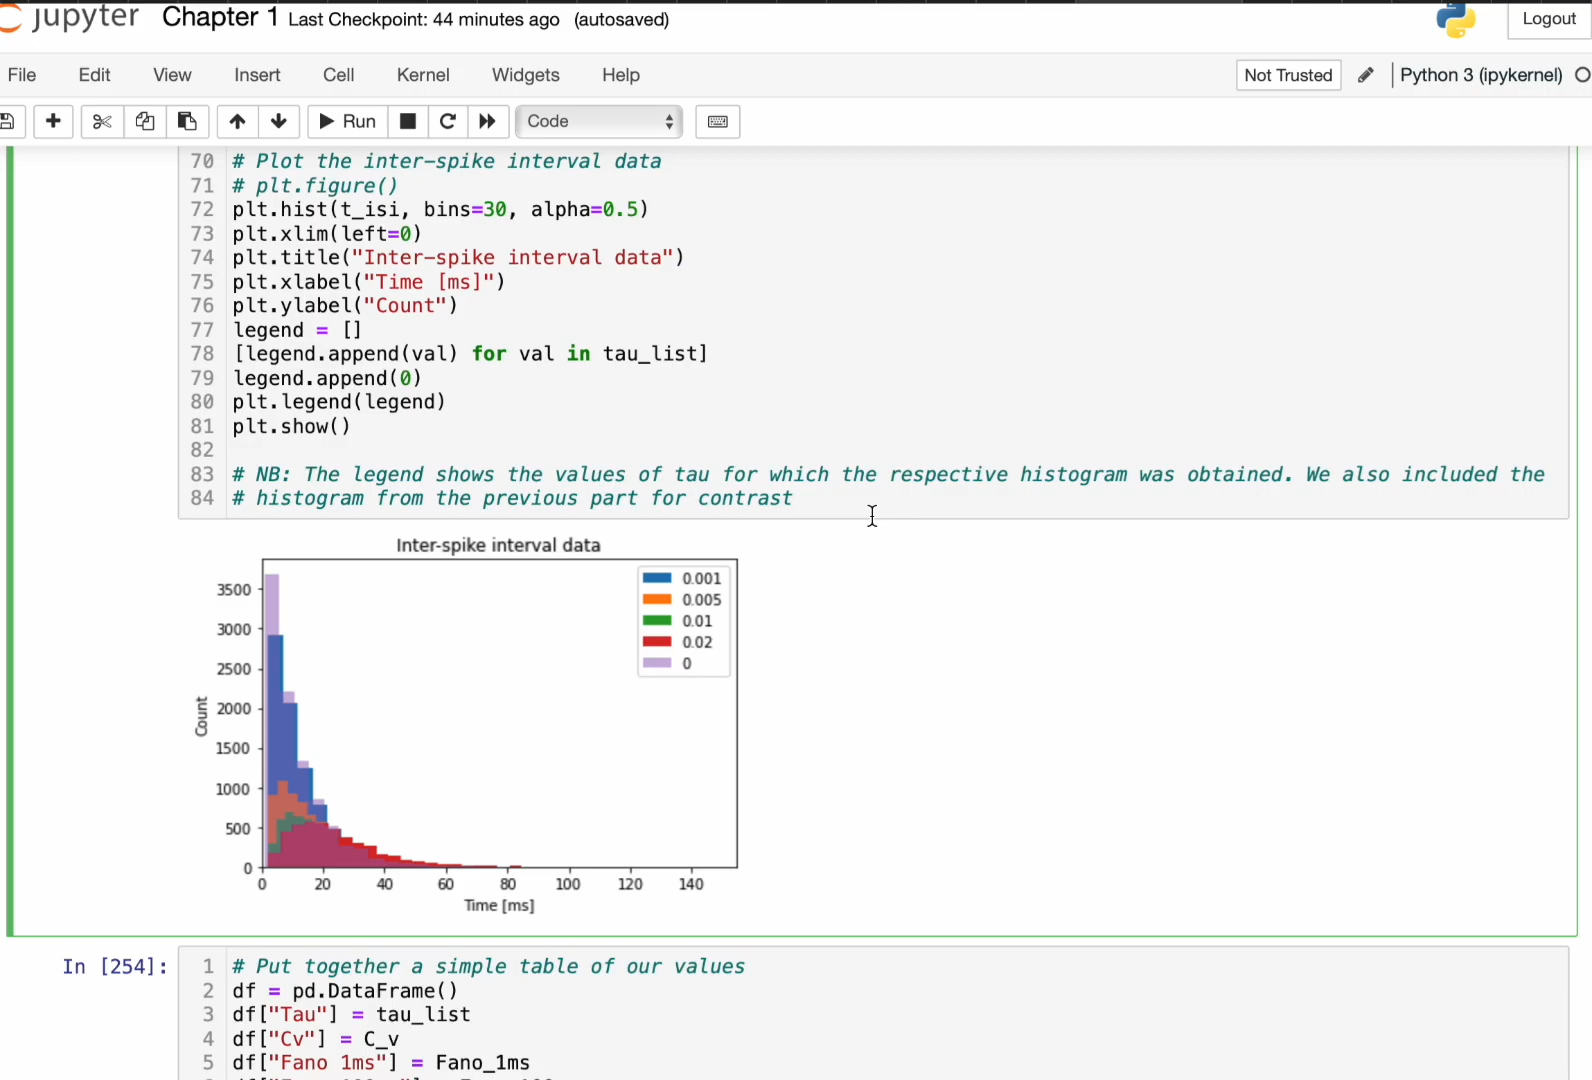 jupyter Chapter 1 Last Checkpoint: 44 minutes ago (autosaved) Logout
File Edit View Insert Cell Kernel Widgets Help Not Trusted Python 3 (ipykernel)
Run Code
70 # Plot the inter-spike interval data
71 # plt.figure()
72 plt.hist(t_isi, bins=30, alpha=0.5)
73 plt.xlim(left=0)
74 plt.title("Inter-spike interval data")
75 plt.xlabel("Time [ms]")
76 plt.ylabel("Count")
77 legend = []
78 [legend.append(val) for val in tau_list]
79 legend.append(0)
80 plt.legend(legend)
81 plt.show()
82
83 # NB: The legend shows the values of tau for which the respective histogram was obtained. We also included the
84 # histogram from the previous part for contrast
Inter-spike interval data
3500
3000
2500
2000
1500
1000
500
0
Count
0.001
0.005
0.01
0.02
0
0 20 40 60 80 100 120 140
Time [ms]
In [254]:
1 # Put together a simple table of our values
2 df = pd.DataFrame()
3 df["Tau"] = tau_list
4 df["Cv"] = C_v
5 df["Fano 1ms"] = Fano_1ms